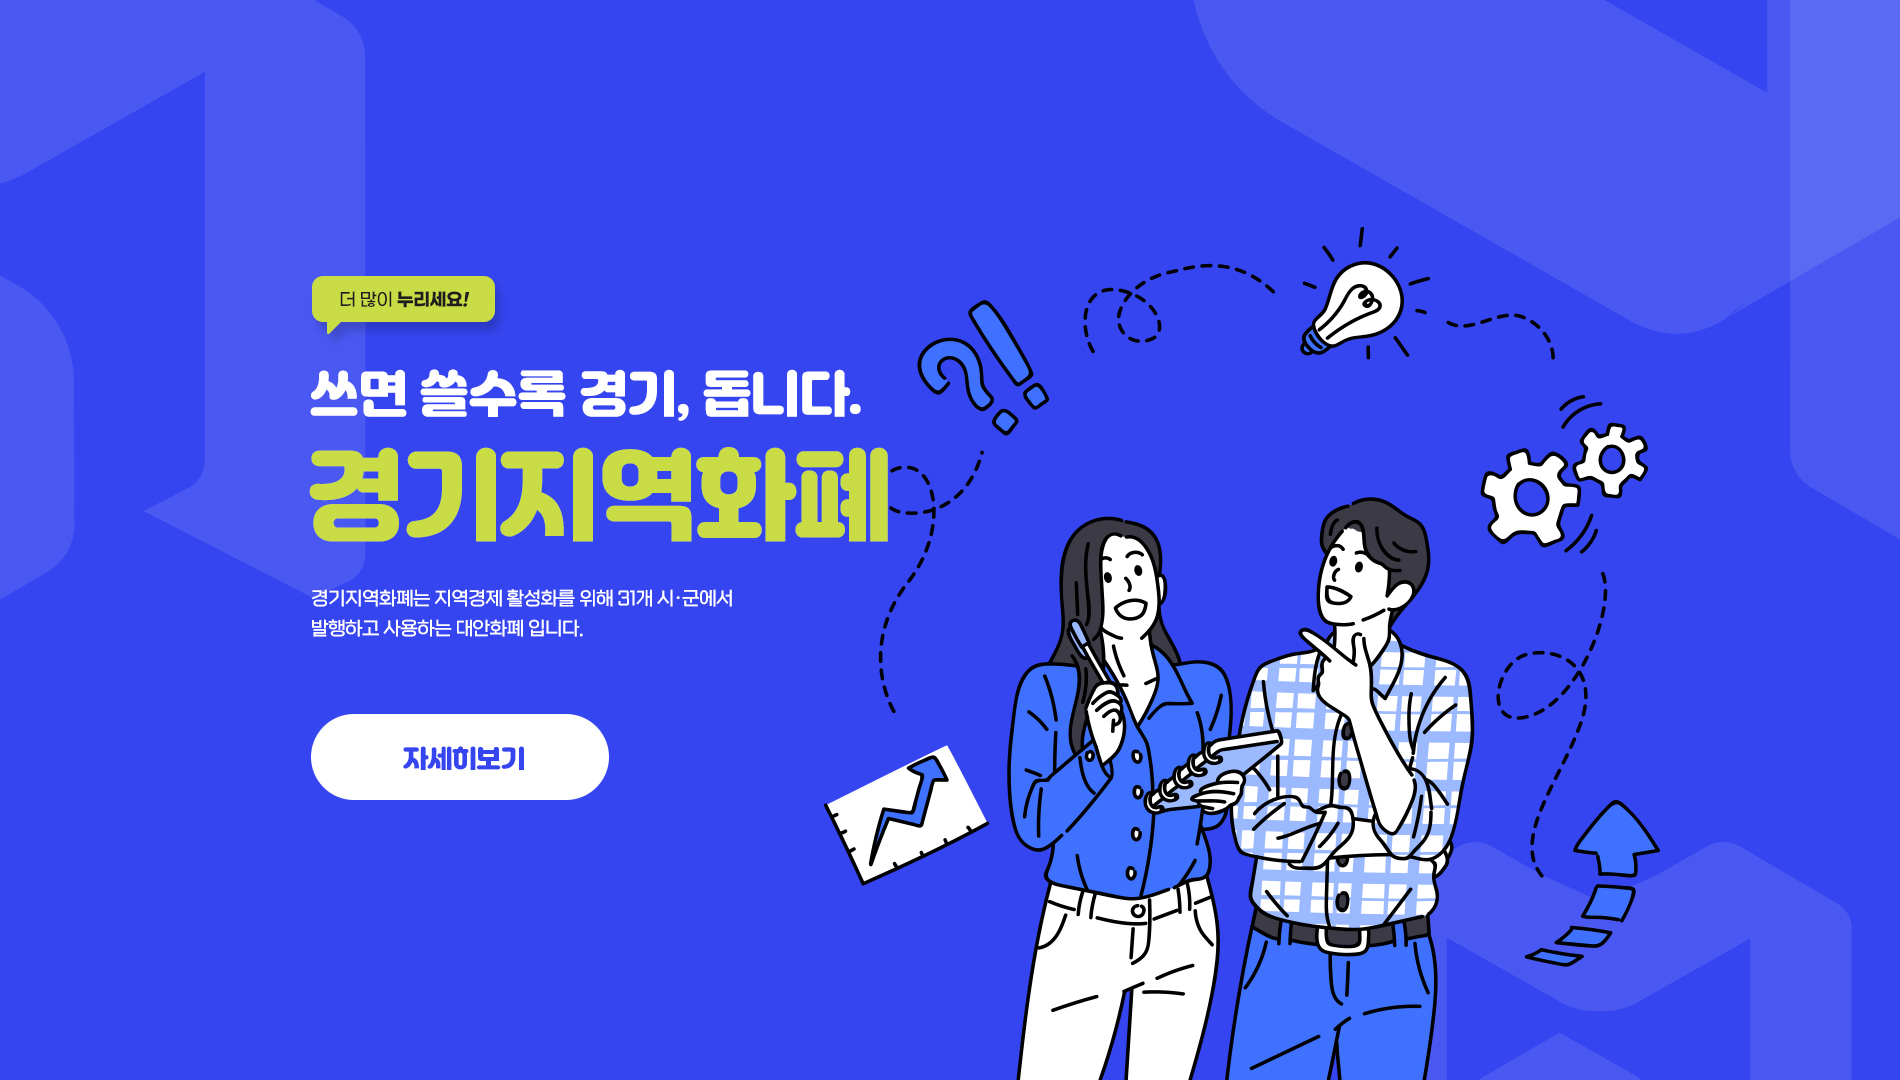 더 많이 누리세요!
쓰면 쓸수록 경기, 돕니다.
경기지역화폐
경기지역화폐는 지역경제 활성화를 위해 31개 시·군에서
발행하고 사용하는 대안화폐 입니다.
자세히보기
?!